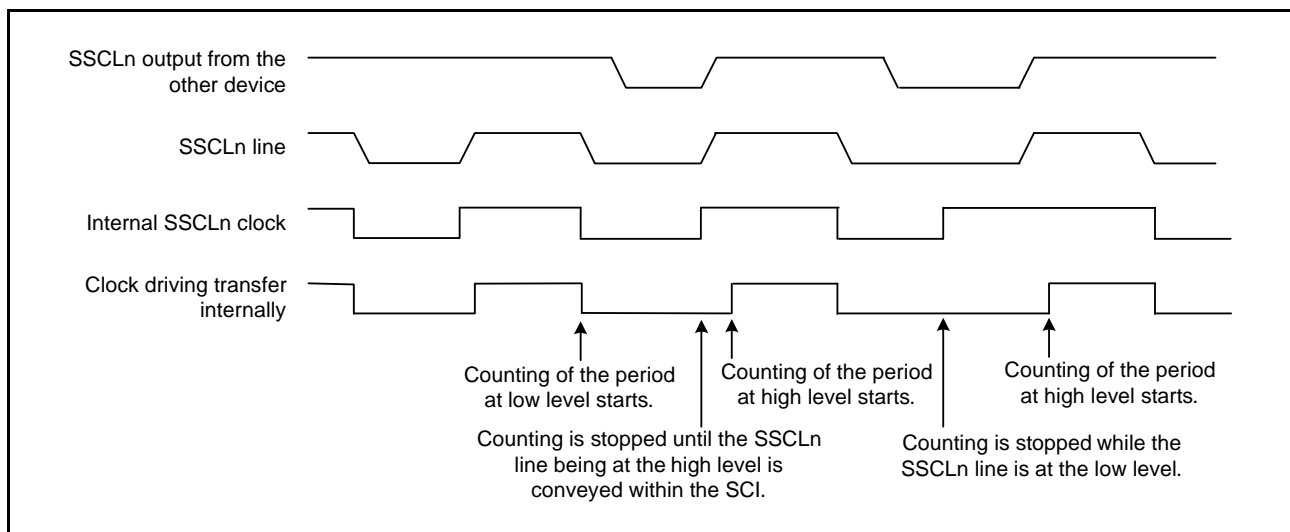 SSCLn output from the
other device
SSCLn line
Internal SSCLn clock
Clock driving transfer
internally
Counting of the period
at low level starts.
Counting of the period
at high level starts.
Counting of the period
at high level starts.
Counting is stopped until the SSCLn
line being at the high level is
conveyed within the SCI.
Counting is stopped while the
SSCLn line is at the low level.